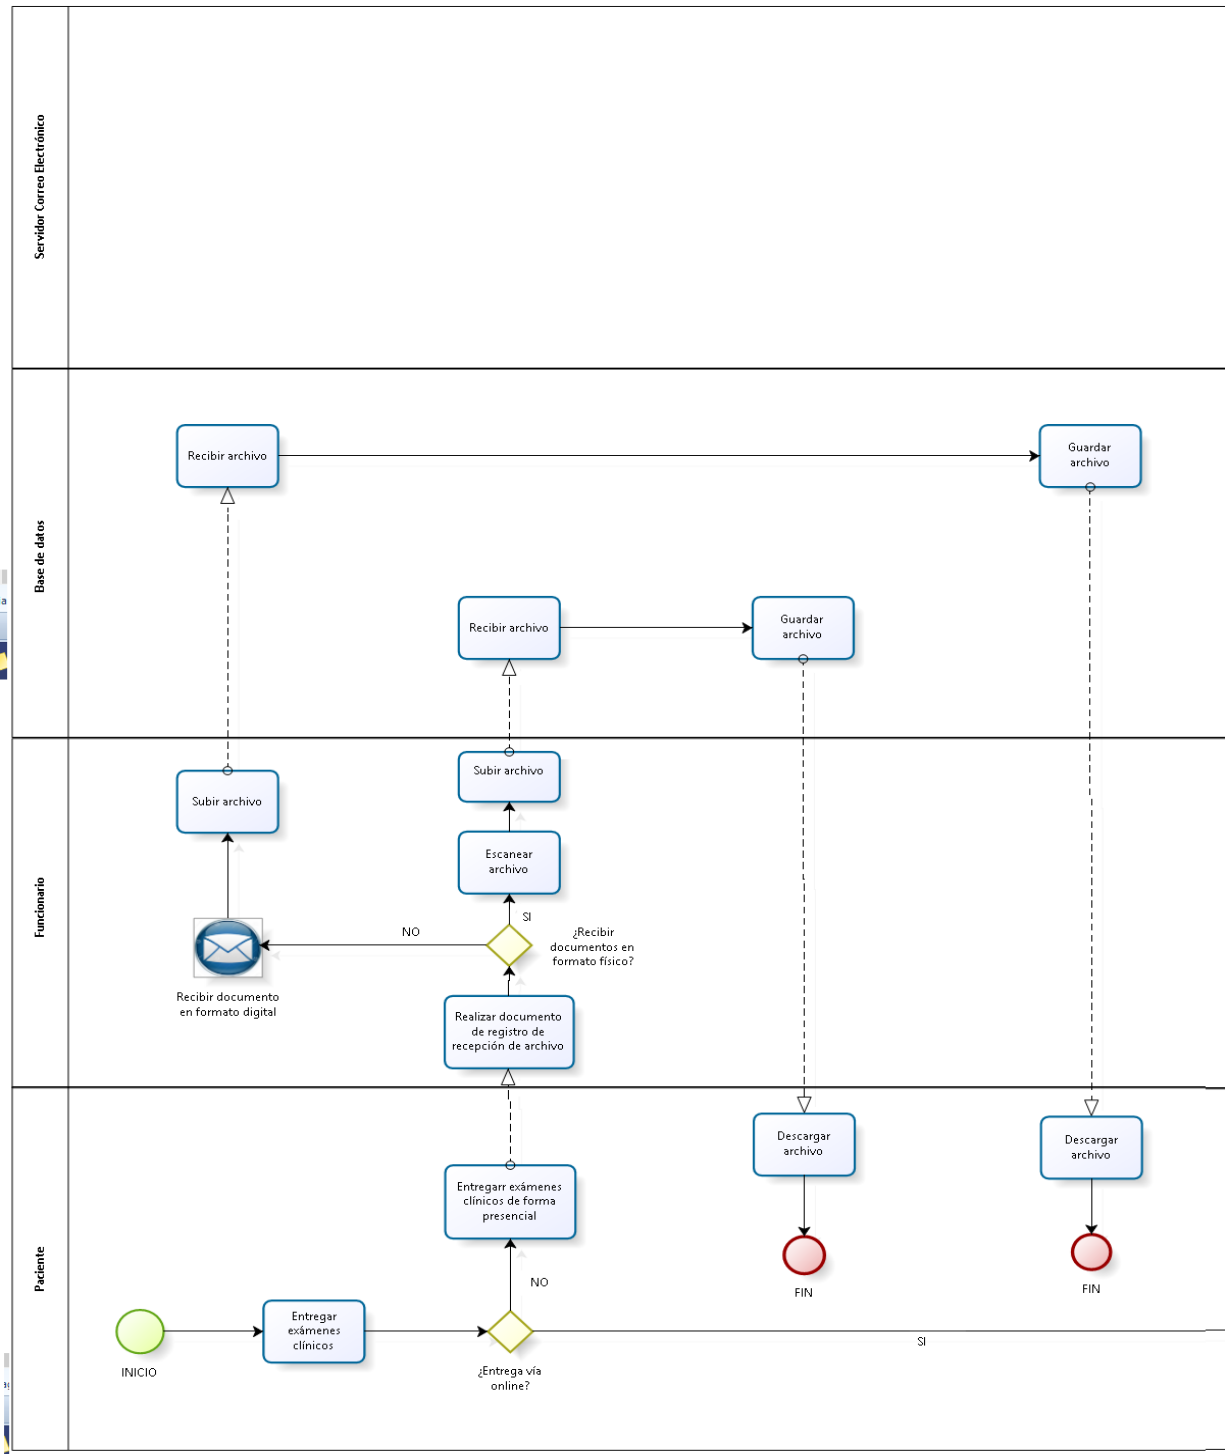 Servidor Correo Electrónico
Base de datos
Recibir archivo
Guardar
archivo
Recibir archivo
Guardar
archivo
Funcionario
Subir archivo
Subir archivo
Escanear
archivo
SI
NO
¿Recibir
documentos en
formato físico?
Recibir documento
en formato digital
Realizar documento
de registro de
recepción de archivo
Paciente
Descargar
archivo
Descargar
archivo
Entregarr exámenes
clínicos de forma
presencial
FIN
FIN
NO
Entregar
exámenes
clínicos
SI
INICIO
¿Entrega vía
online?